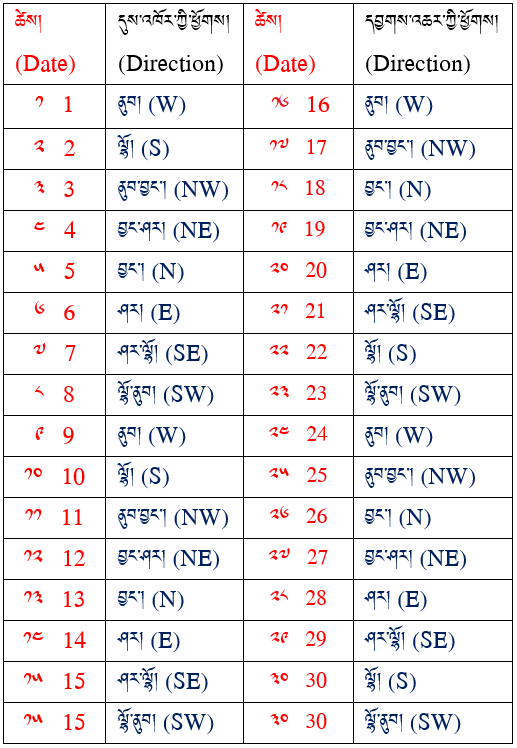 ཚེས། དུས་འཁོར་ཀྱི་ཕྱོགས། ཚེས། དབྱུགས་འཆར་ཀྱི་ཕྱོགས།
(Date) (Direction) (Date) (Direction)
༡ 1 ནུབ། (W) ༡༦ 16 ནུབ། (W)
༢ 2 ལྷོ། (S) ༡༧ 17 ནུབ་བྱང་། (NW)
༣ 3 ནུབ་བྱང་། (NW) ༡༨ 18 བྱང་། (N)
༤ 4 བྱང་ཤར། (NE) ༡༩ 19 བྱང་ཤར། (NE)
༥ 5 བྱང་། (N) ༢༠ 20 ཤར། (E)
༦ 6 ཤར། (E) ༢༡ 21 ཤར་ལྷོ། (SE)
༧ 7 ཤར་ལྷོ། (SE) ༢༢ 22 ལྷོ། (S)
༨ 8 ལྷོ་ནུབ། (SW) ༢༣ 23 ལྷོ་ནུབ། (SW)
༩ 9 ནུབ། (W) ༢༤ 24 ནུབ། (W)
༡༠ 10 ལྷོ། (S) ༢༥ 25 ནུབ་བྱང་། (NW)
༡༡ 11 ནུབ་བྱང་། (NW) ༢༦ 26 བྱང་། (N)
༡༢ 12 བྱང་ཤར། (NE) ༢༧ 27 བྱང་ཤར། (NE)
༡༣ 13 བྱང་། (N) ༢༨ 28 ཤར། (E)
༡༤ 14 ཤར། (E) ༢༩ 29 ཤར་ལྷོ། (SE)
༡༥ 15 ཤར་ལྷོ། (SE) ༣༠ 30 ལྷོ། (S)
༡༥ 15 ལྷོ་ནུབ། (SW) ༣༠ 30 ལྷོ་ནུབ། (SW)